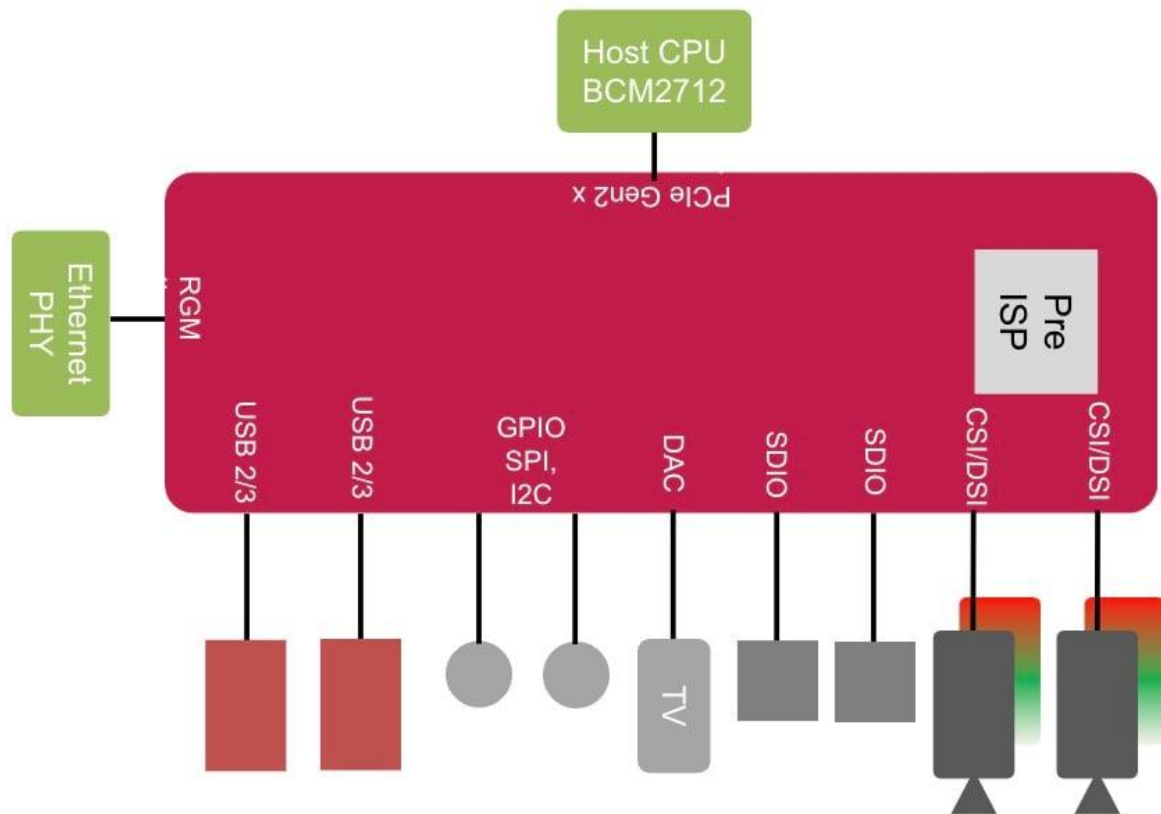 Host CPU
BCM2712
PCIe Gen2 x
Ethernet
PHY
RGM
Pre
ISP
USB 2/3
USB 2/3
GPIO
SPI,
I2C
DAC
SDIO
SDIO
CSI/DSI
CSI/DSI
TV